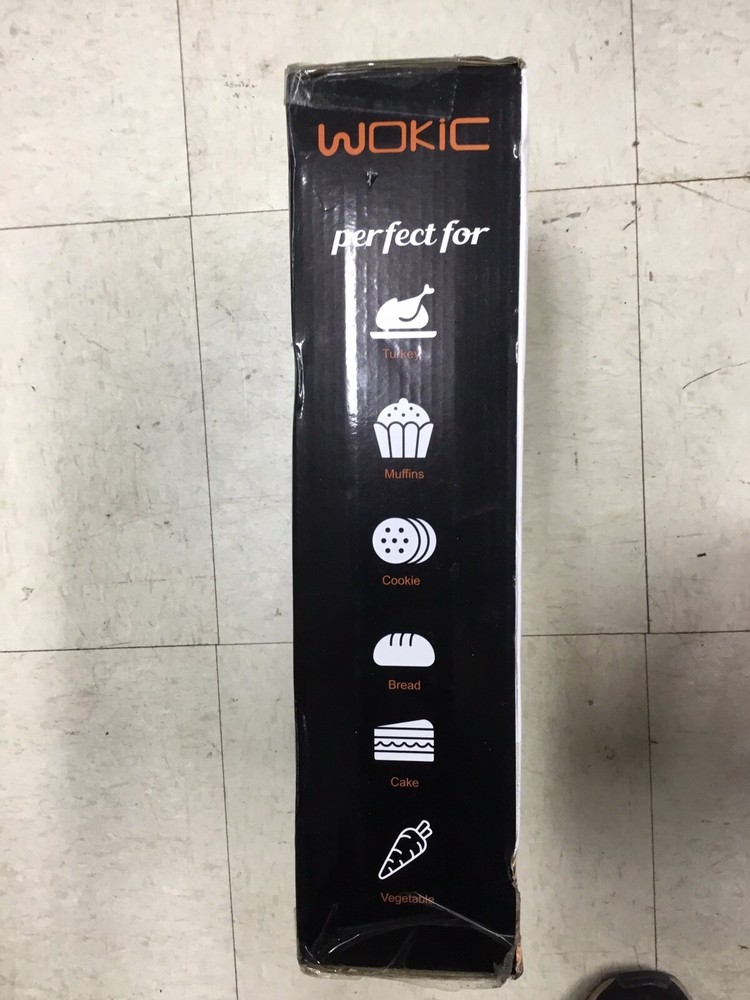 WOKiC
perfect for
Turkey
Muffins
Cookie
Bread
Cake
Vegetable